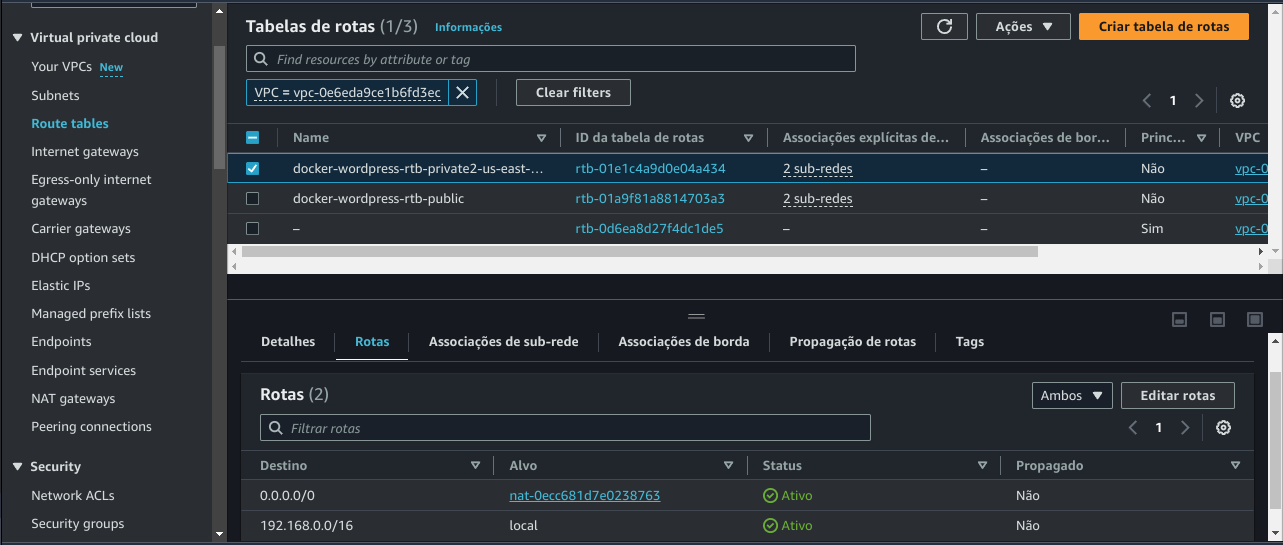 Virtual private cloud
Your VPCs New
Subnets
Route tables
Internet gateways
Egress-only internet
gateways
Carrier gateways
DHCP option sets
Elastic IPs
Managed prefix lists
Endpoints
Endpoint services
NAT gateways
Peering connections
Security
Network ACLs
Security groups
Tabelas de rotas (1/3) Informações
Ações
Criar tabela de rotas
Find resources by attribute or tag
VPC = vpc-0e6eda9ce1b6fd3ec
Clear filters
1
Name ID da tabela de rotas Associações explícitas de... Associações de bor... Princ... VPC
docker-wordpress-rtb-private2-us-east-... rtb-01e1c4a9d0e04a434 2 sub-redes – Não vpc-0
docker-wordpress-rtb-public rtb-01a9f81a8814703a3 2 sub-redes – Não vpc-0
– rtb-0d6ea8d27f4dc1de5 – – Sim vpc-0
Detalhes Rotas Associações de sub-rede Associações de borda Propagação de rotas Tags
Rotas (2)
Ambos
Editar rotas
Filtrar rotas
1
Destino Alvo Status Propagado
0.0.0.0/0 nat-0ecc681d7e0238763 Ativo Não
192.168.0.0/16 local Ativo Não